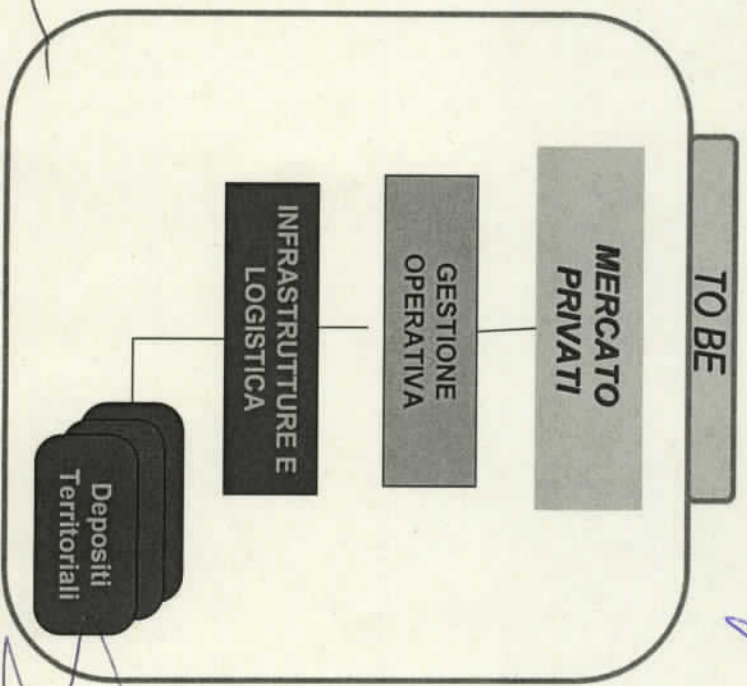 TO BE
MERCATO
PRIVATI
GESTIONE
OPERATIVA
INFRASTRUTTURE E
LOGISTICA
Depositi
Territoriali